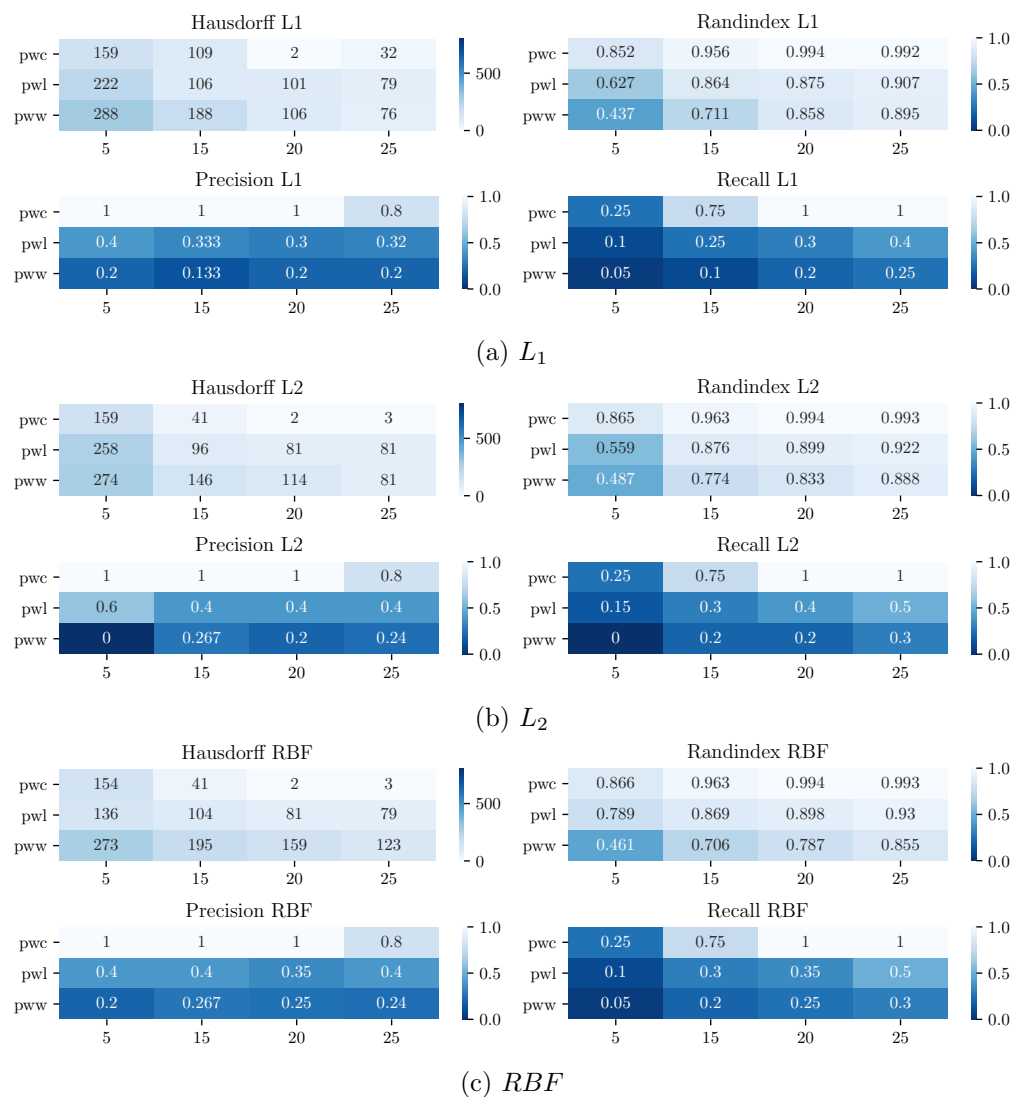 Hausdorff L1
pwc 159 109 2 32
pwl 222 106 101 79
pww 288 188 106 76
5 15 20 25
500
0
Randindex L1
pwc 0.852 0.956 0.994 0.992
pwl 0.627 0.864 0.875 0.907
pww 0.437 0.711 0.858 0.895
5 15 20 25
1.0
0.5
0.0
Precision L1
pwc 1 1 1 0.8
pwl 0.4 0.333 0.3 0.32
pww 0.2 0.133 0.2 0.2
5 15 20 25
1.0
0.5
0.0
Recall L1
pwc 0.25 0.75 1 1
pwl 0.1 0.25 0.3 0.4
pww 0.05 0.1 0.2 0.25
5 15 20 25
1.0
0.5
0.0
(a) L1
Hausdorff L2
pwc 159 41 2 3
pwl 258 96 81 81
pww 274 146 114 81
5 15 20 25
500
0
Randindex L2
pwc 0.865 0.963 0.994 0.993
pwl 0.559 0.876 0.899 0.922
pww 0.487 0.774 0.833 0.888
5 15 20 25
1.0
0.5
0.0
Precision L2
pwc 1 1 1 0.8
pwl 0.6 0.4 0.4 0.4
pww 0 0.267 0.2 0.24
5 15 20 25
1.0
0.5
0.0
Recall L2
pwc 0.25 0.75 1 1
pwl 0.15 0.3 0.4 0.5
pww 0 0.2 0.2 0.3
5 15 20 25
1.0
0.5
0.0
(b) L2
Hausdorff RBF
pwc 154 41 2 3
pwl 136 104 81 79
pww 273 195 159 123
5 15 20 25
500
0
Randindex RBF
pwc 0.866 0.963 0.994 0.993
pwl 0.789 0.869 0.898 0.93
pww 0.461 0.706 0.787 0.855
5 15 20 25
1.0
0.5
0.0
Precision RBF
pwc 1 1 1 0.8
pwl 0.4 0.4 0.35 0.4
pww 0.2 0.267 0.25 0.24
5 15 20 25
1.0
0.5
0.0
Recall RBF
pwc 0.25 0.75 1 1
pwl 0.1 0.3 0.35 0.5
pww 0.05 0.2 0.25 0.3
5 15 20 25
1.0
0.5
0.0
(c) RBF